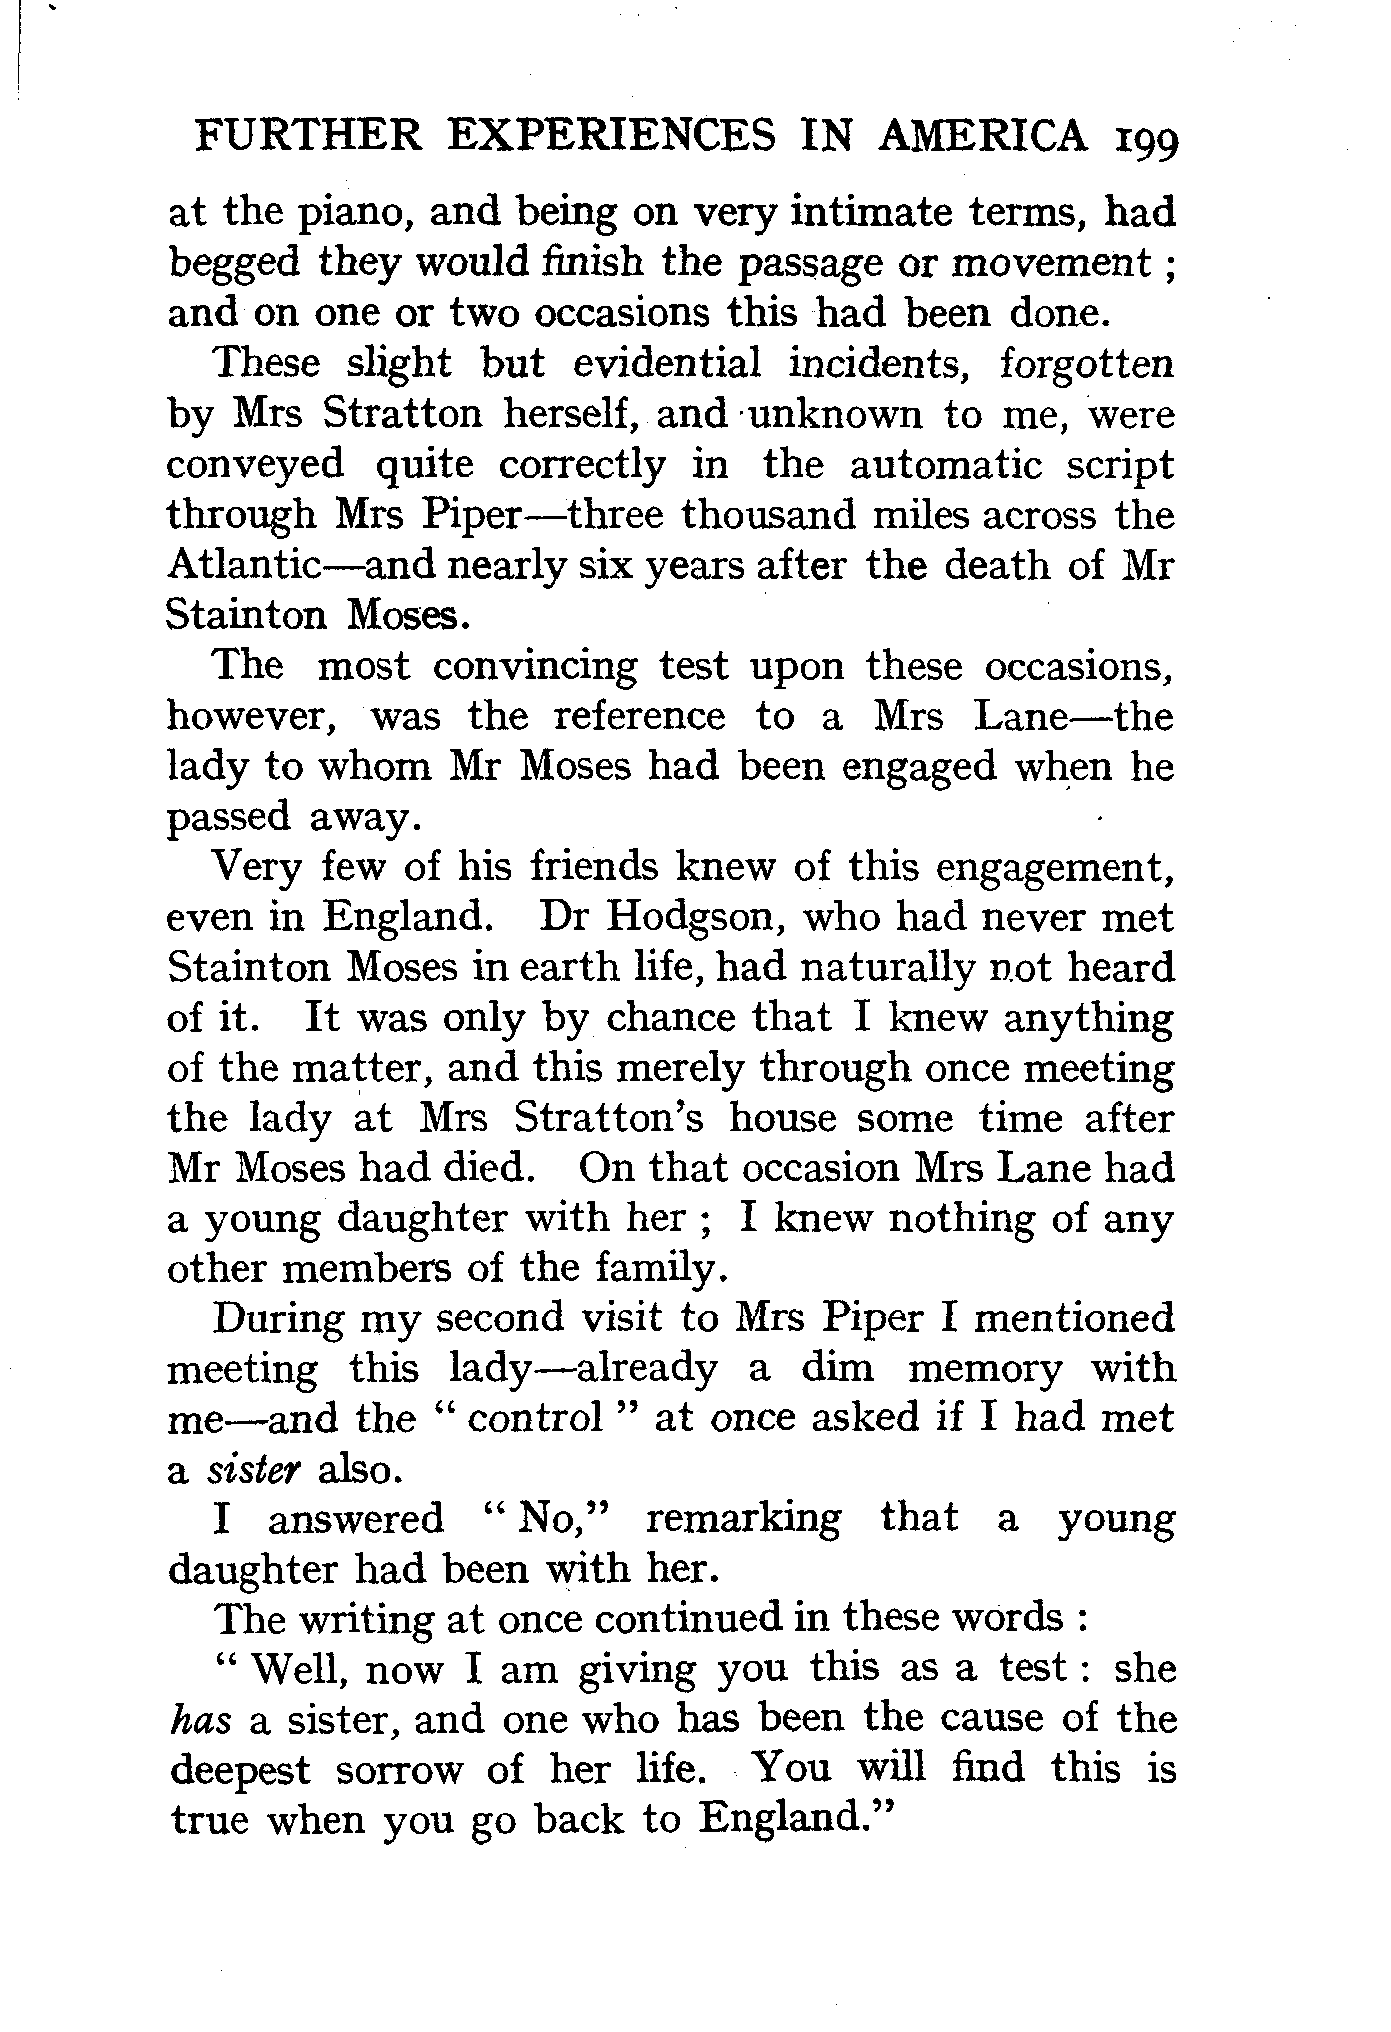 FURTHER EXPERIENCES IN AMERICA 199
at the piano, and being on very intimate terms, had
begged they would finish the passage or movement ;
and on one or two occasions this had been done.
These slight but evidential incidents, forgotten
by Mrs Stratton herself, and unknown to me, were
conveyed quite correctly in the automatic script
through Mrs Piper—three thousand miles across the
Atlantic—and nearly six years after the death of Mr
Stainton Moses.
The most convincing test upon these occasions,
however, was the reference to a Mrs Lane—the
lady to whom Mr Moses had been engaged when he
passed away.
Very few of his friends knew of this engagement,
even in England. Dr Hodgson, who had never met
Stainton Moses in earth life, had naturally not heard
of it. It was only by chance that I knew anything
of the matter, and this merely through once meeting
the lady at Mrs Stratton's house some time after
Mr Moses had died. On that occasion Mrs Lane had
a young daughter with her ; I knew nothing of any
other members of the family.
During my second visit to Mrs Piper I mentioned
meeting this lady—already a dim memory with
me—and the “ control ” at once asked if I had met
a sister also.
I answered “ No,” remarking that a young
daughter had been with her.
The writing at once continued in these words :
“ Well, now I am giving you this as a test : she
has a sister, and one who has been the cause of the
deepest sorrow of her life. You will find this is
true when you go back to England.”